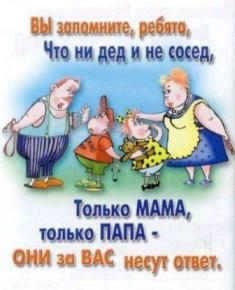 ВЫ запомните, ребята,
Что ни дед и не сосед,
Только МАМА,
только ПАПА -
ОНИ за ВАС несут ответ.